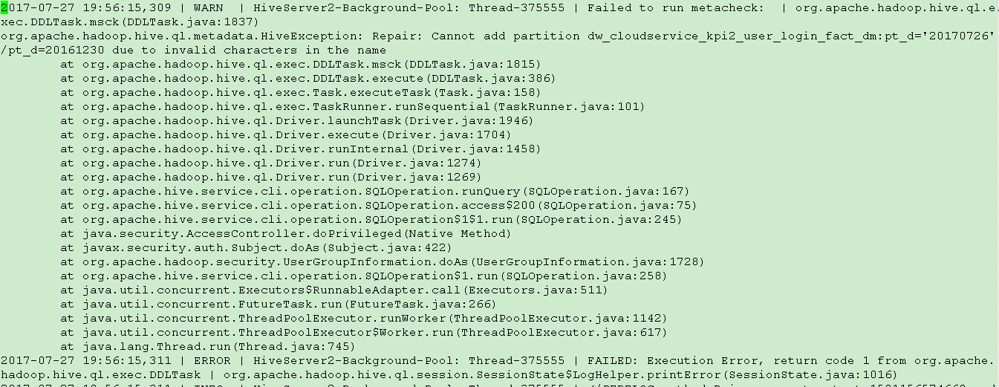 2017-07-27 19:56:15,309 | WARN  | HiveServer2-Background-Pool: Thread-375555 | Failed to run metacheck:  | org.apache.hadoop.hive.ql.e
xec.DDLTask.msck(DDLTask.java:1837)
org.apache.hadoop.hive.ql.metadata.HiveException: Repair: Cannot add partition dw_cloudservice_kpi2_user_login_fact_dm:pt_d='20170726'
/pt_d=20161230 due to invalid characters in the name
at org.apache.hadoop.hive.ql.exec.DDLTask.msck(DDLTask.java:1815)
at org.apache.hadoop.hive.ql.exec.DDLTask.execute(DDLTask.java:386)
at org.apache.hadoop.hive.ql.exec.Task.executeTask(Task.java:158)
at org.apache.hadoop.hive.ql.exec.TaskRunner.runSequential(TaskRunner.java:101)
at org.apache.hadoop.hive.ql.Driver.launchTask(Driver.java:1946)
at org.apache.hadoop.hive.ql.Driver.execute(Driver.java:1704)
at org.apache.hadoop.hive.ql.Driver.runInternal(Driver.java:1458)
at org.apache.hadoop.hive.ql.Driver.run(Driver.java:1274)
at org.apache.hadoop.hive.ql.Driver.run(Driver.java:1269)
at org.apache.hive.service.cli.operation.SQLOperation.runQuery(SQLOperation.java:167)
at org.apache.hive.service.cli.operation.SQLOperation.access$200(SQLOperation.java:75)
at org.apache.hive.service.cli.operation.SQLOperation$1$1.run(SQLOperation.java:245)
at java.security.AccessController.doPrivileged(Native Method)
at javax.security.auth.Subject.doAs(Subject.java:422)
at org.apache.hadoop.security.UserGroupInformation.doAs(UserGroupInformation.java:1728)
at org.apache.hive.service.cli.operation.SQLOperation$1.run(SQLOperation.java:258)
at java.util.concurrent.Executors$RunnableAdapter.call(Executors.java:511)
at java.util.concurrent.FutureTask.run(FutureTask.java:266)
at java.util.concurrent.ThreadPoolExecutor.runWorker(ThreadPoolExecutor.java:1142)
at java.util.concurrent.ThreadPoolExecutor$Worker.run(ThreadPoolExecutor.java:617)
at java.lang.Thread.run(Thread.java:745)
2017-07-27 19:56:15,311 | ERROR | HiveServer2-Background-Pool: Thread-375555 | FAILED: Execution Error, return code 1 from org.apache.
hadoop.hive.ql.exec.DDLTask | org.apache.hadoop.hive.ql.session.SessionState$LogHelper.printError(SessionState.java:1016)